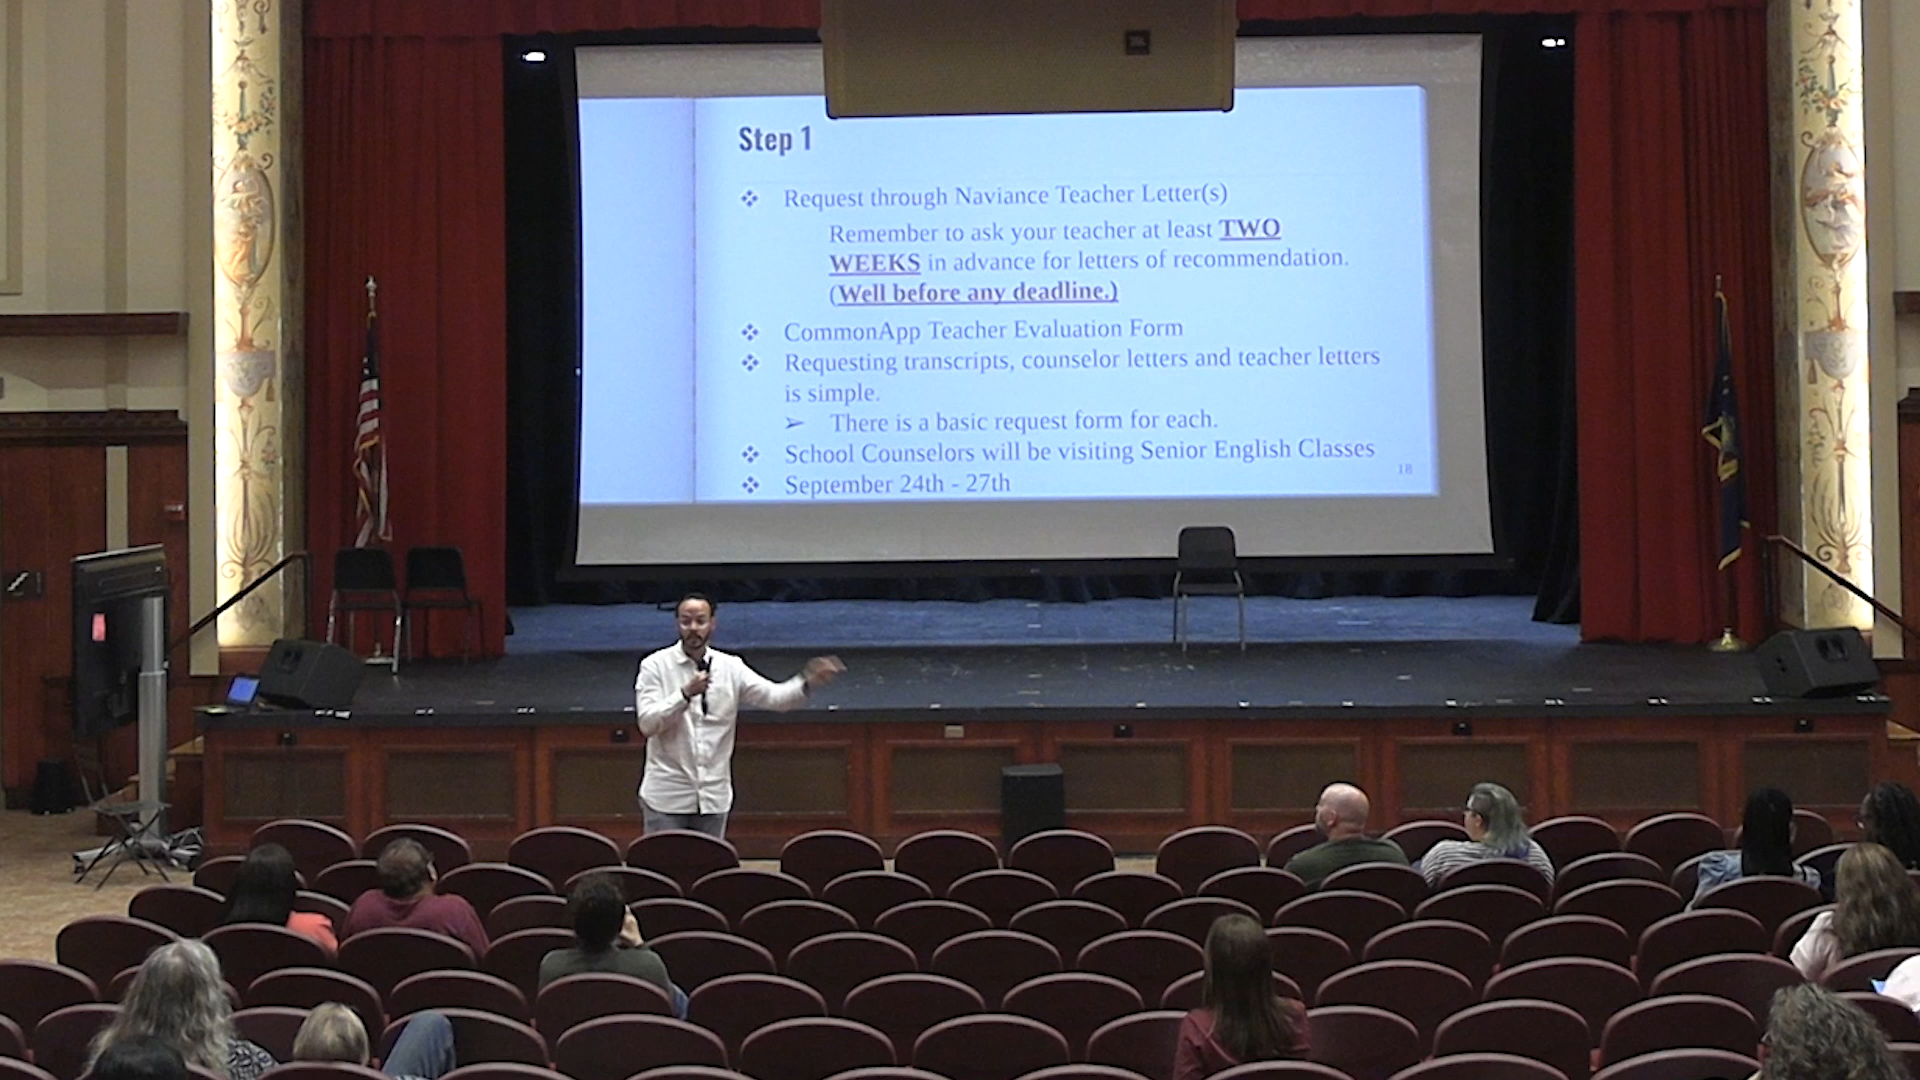 Step 1
❖ Request through Naviance Teacher Letter(s)
Remember to ask your teacher at least TWO
WEEKS in advance for letters of recommendation.
(Well before any deadline.)
❖ CommonApp Teacher Evaluation Form
❖ Requesting transcripts, counselor letters and teacher letters
is simple.
➢ There is a basic request form for each.
❖ School Counselors will be visiting Senior English Classes
❖ September 24th - 27th
18